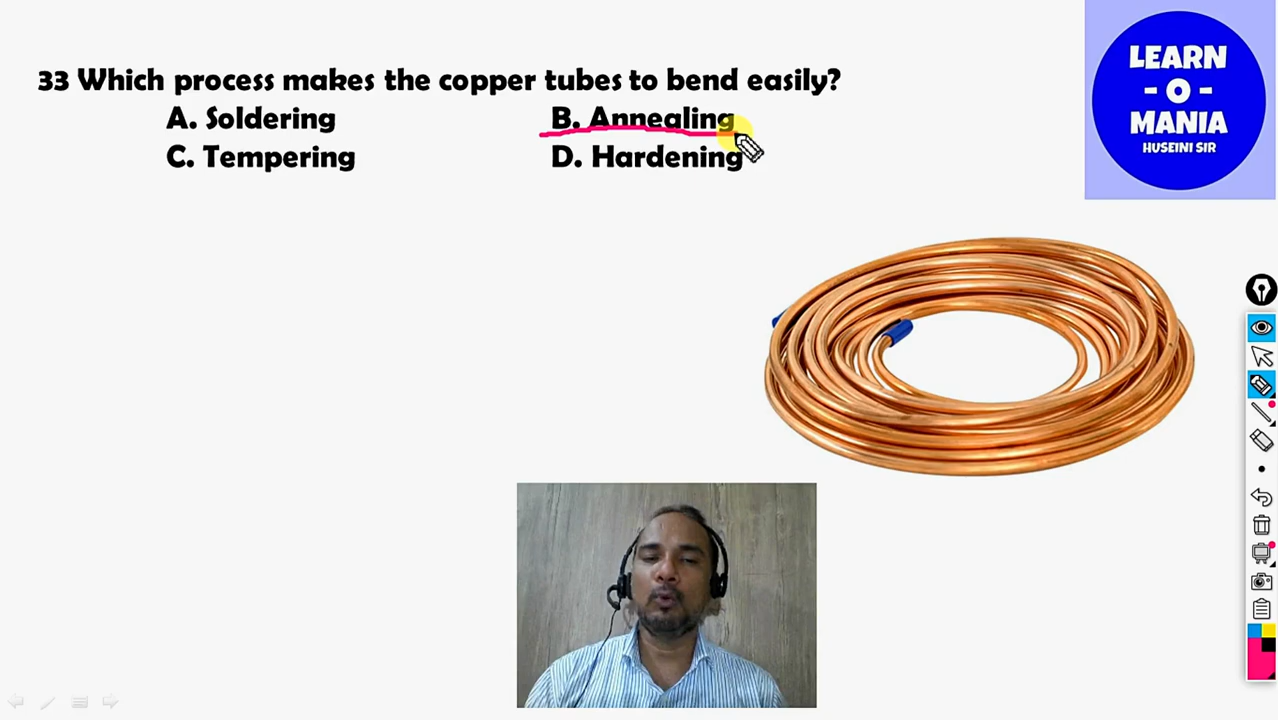 33 Which process makes the copper tubes to bend easily?
A. Soldering B. Annealing
C. Tempering D. Hardening
LEARN
- O -
MANIA
HUSEINI SIR